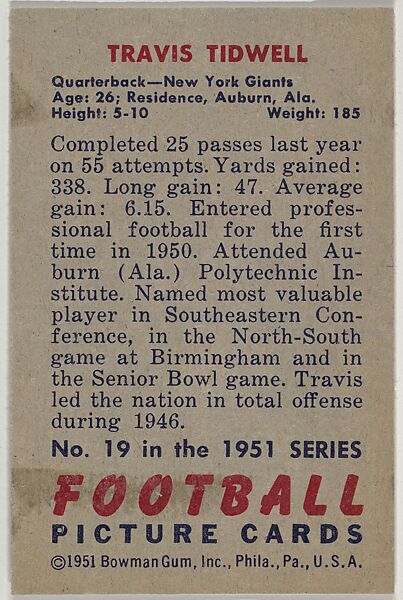 TRAVIS TIDWELL
Quarterback—New York Giants
Age: 26; Residence, Auburn, Ala.
Height: 5-10 Weight: 185
Completed 25 passes last year
on 55 attempts. Yards gained:
338. Long gain: 47. Average
gain: 6.15. Entered profes-
sional football for the first
time in 1950. Attended Au-
burn (Ala.) Polytechnic In-
stitute. Named most valuable
player in Southeastern Con-
ference, in the North-South
game at Birmingham and in
the Senior Bowl game. Travis
led the nation in total offense
during 1946.
No. 19 in the 1951 SERIES
FOOTBALL
PICTURE CARDS
©1951 Bowman Gum, Inc., Phila., Pa., U.S.A.